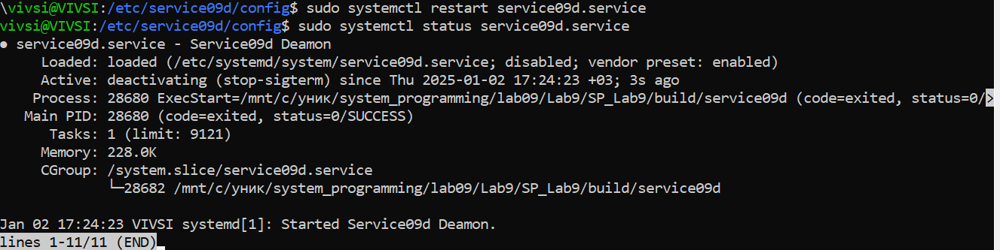 \vivsi@VIVSI:/etc/service09d/config$ sudo systemctl restart service09d.service
vivsi@VIVSI:/etc/service09d/config$ sudo systemctl status service09d.service
● service09d.service - Service09d Deamon
     Loaded: loaded (/etc/systemd/system/service09d.service; disabled; vendor preset: enabled)
     Active: deactivating (stop-sigterm) since Thu 2025-01-02 17:24:23 +03; 3s ago
    Process: 28680 ExecStart=/mnt/c/уник/system_programming/lab09/Lab9/SP_Lab9/build/service09d (code=exited, status=0/>
   Main PID: 28680 (code=exited, status=0/SUCCESS)
      Tasks: 1 (limit: 9121)
     Memory: 228.0K
     CGroup: /system.slice/service09d.service
             └─28682 /mnt/c/уник/system_programming/lab09/Lab9/SP_Lab9/build/service09d

Jan 02 17:24:23 VIVSI systemd[1]: Started Service09d Deamon.
lines 1-11/11 (END)